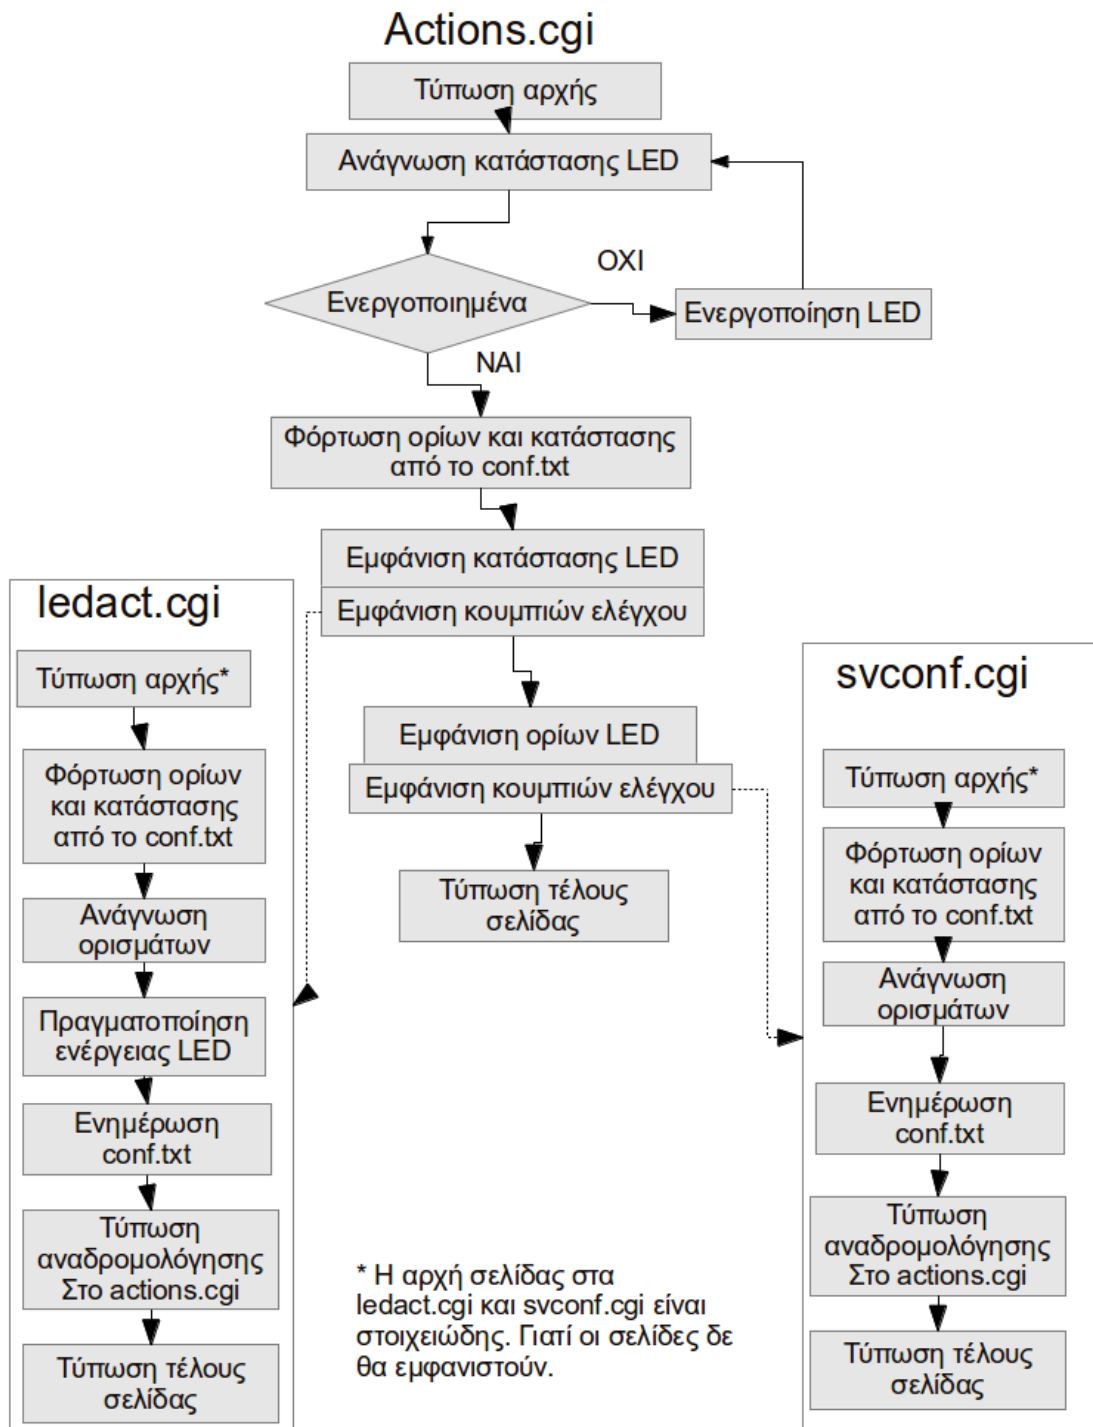 Actions.cgi
Τύπωση αρχής
Ανάγνωση κατάστασης LED
ΟΧΙ
Ενεργοποιημένα
Ενεργοποίηση LED
ΝΑΙ
Φόρτωση ορίων και κατάστασης
από το conf.txt
Εμφάνιση κατάστασης LED
Εμφάνιση κουμπιών ελέγχου
Εμφάνιση ορίων LED
Εμφάνιση κουμπιών ελέγχου
Τύπωση τέλους
σελίδας
ledact.cgi
Τύπωση αρχής*
Φόρτωση ορίων
και κατάστασης
από το conf.txt
Ανάγνωση
ορισμάτων
Πραγματοποίηση
ενέργειας LED
Ενημέρωση
conf.txt
Τύπωση
αναδρομολόγησης
Στο actions.cgi
Τύπωση τέλους
σελίδας
svconf.cgi
Τύπωση αρχής*
Φόρτωση ορίων
και κατάστασης
από το conf.txt
Ανάγνωση
ορισμάτων
Ενημέρωση
conf.txt
Τύπωση
αναδρομολόγησης
Στο actions.cgi
Τύπωση τέλους
σελίδας
* Η αρχή σελίδας στα
ledact.cgi και svconf.cgi είναι
στοιχειώδης. Γιατί οι σελίδες δε
θα εμφανιστούν.